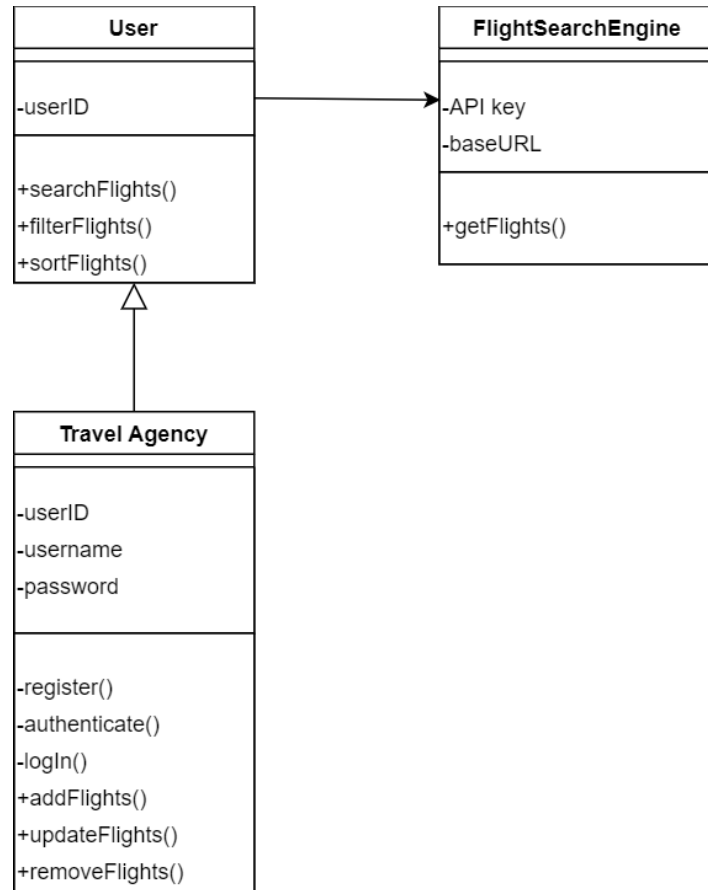 User
-userID
+searchFlights()
+filterFlights()
+sortFlights()
FlightSearchEngine
-API key
-baseURL
+getFlights()
Travel Agency
-userID
-username
-password
-register()
-authenticate()
-logIn()
+addFlights()
+updateFlights()
+removeFlights()